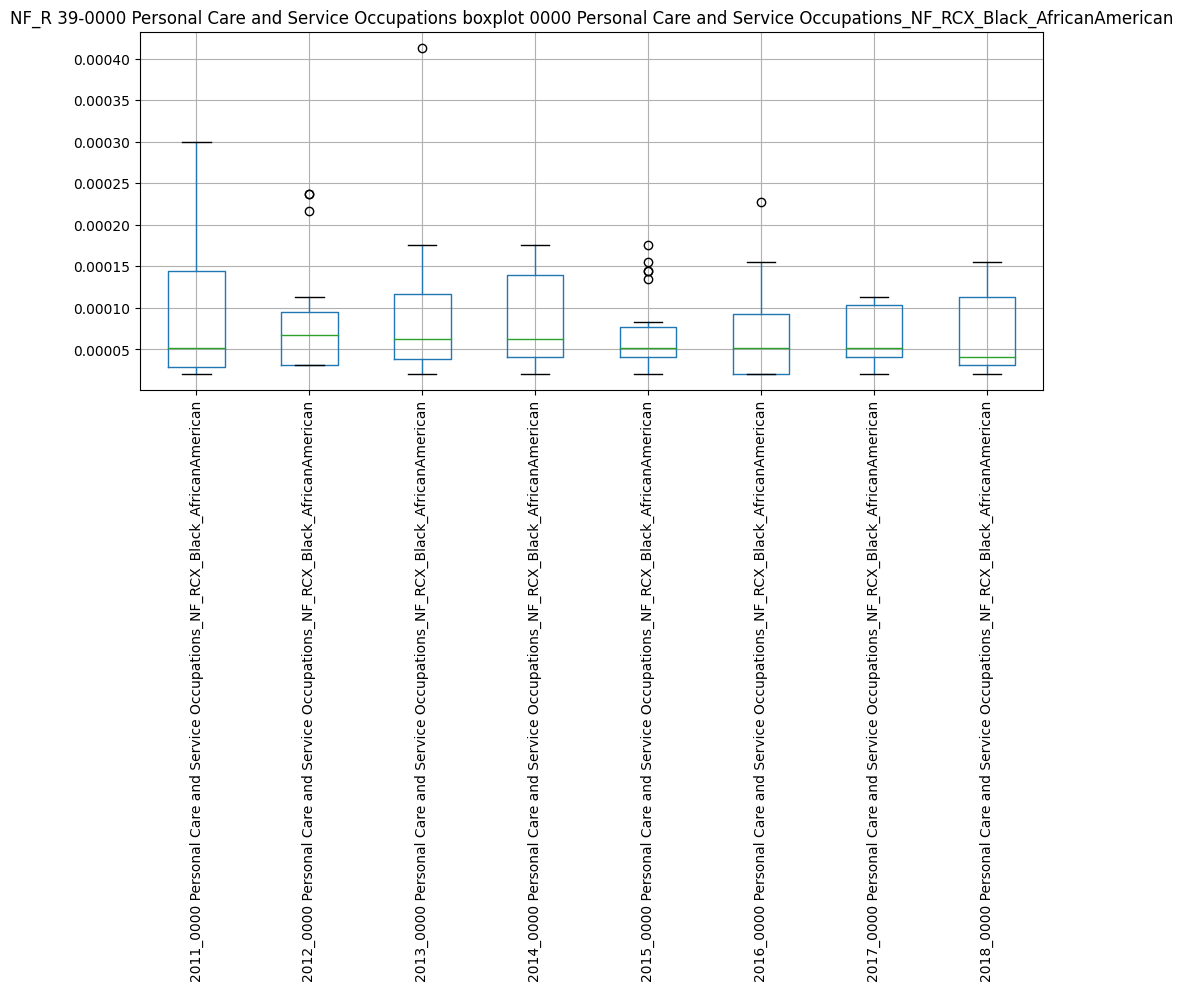 NF_R 39-0000 Personal Care and Service Occupations boxplot 0000 Personal Care and Service Occupations_NF_RCX_Black_AfricanAmerican
0.00040
0.00035
0.00030
0.00025
0.00020
0.00015
0.00010
0.00005
2011_0000 Personal Care and Service Occupations_NF_RCX_Black_AfricanAmerican
2012_0000 Personal Care and Service Occupations_NF_RCX_Black_AfricanAmerican
2013_0000 Personal Care and Service Occupations_NF_RCX_Black_AfricanAmerican
2014_0000 Personal Care and Service Occupations_NF_RCX_Black_AfricanAmerican
2015_0000 Personal Care and Service Occupations_NF_RCX_Black_AfricanAmerican
2016_0000 Personal Care and Service Occupations_NF_RCX_Black_AfricanAmerican
2017_0000 Personal Care and Service Occupations_NF_RCX_Black_AfricanAmerican
2018_0000 Personal Care and Service Occupations_NF_RCX_Black_AfricanAmerican